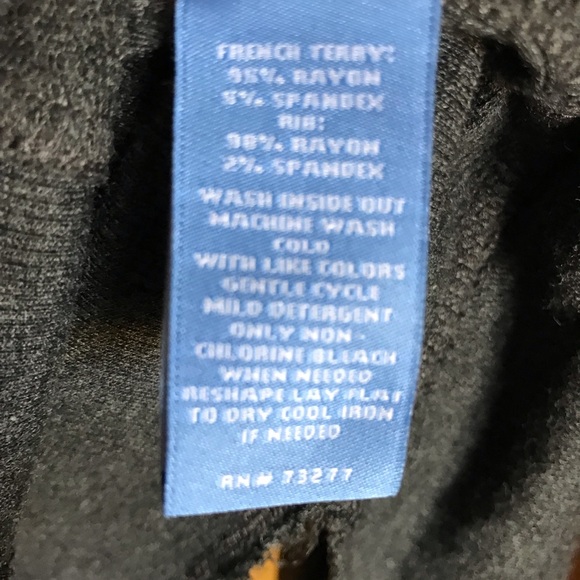 FRENCH TERRY:
95% RAYON
5% SPANDEX
RIB:
98% RAYON
2% SPANDEX
WASH INSIDE OUT
MACHINE WASH
COLD
WITH LIKE COLORS
GENTLE CYCLE
MILD DETERGENT
ONLY NON -
CHLORINE BLEACH
WHEN NEEDED
RESHAPE LAY FLAT
TO DRY COOL IRON
IF NEEDED
RN# 73277